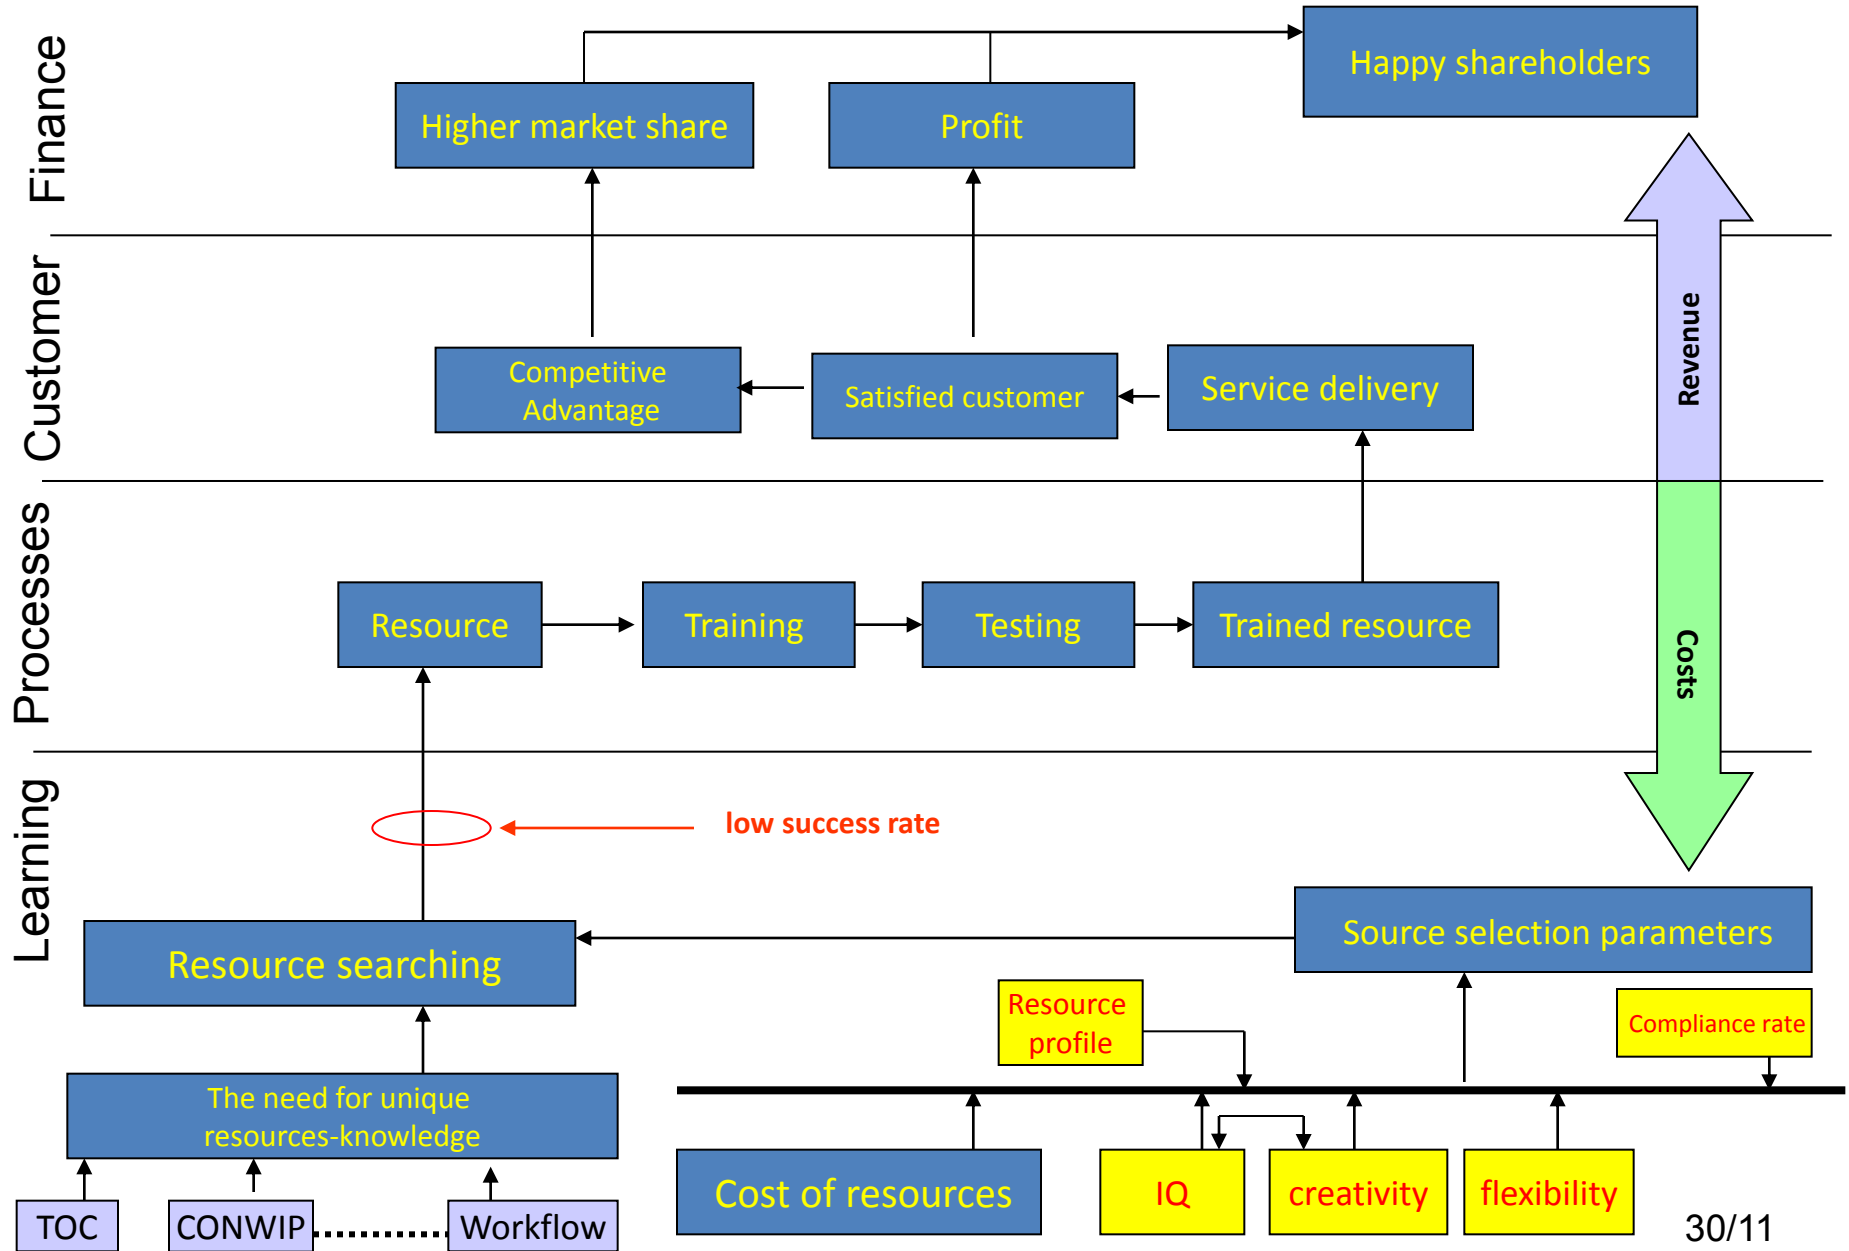 Finance
Happy shareholders
Higher market share
Profit
Customer
Revenue
Competitive
Advantage
Satisfied customer
Service delivery
Processes
Resource
Training
Testing
Trained resource
Costs
Learning
low success rate
Resource searching
Source selection parameters
Resource
profile
Compliance rate
The need for unique
resources-knowledge
Cost of resources
IQ
creativity
flexibility
TOC
CONWIP
Workflow
30/11